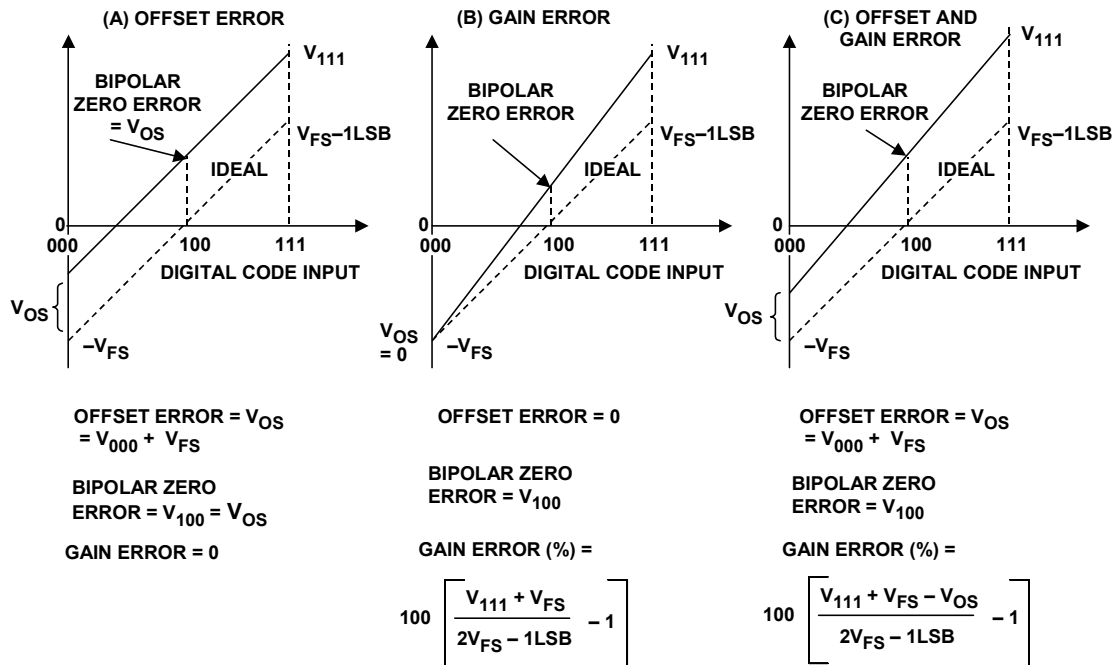 (A) OFFSET ERROR
V111
BIPOLAR
ZERO ERROR
= VOS
VFS–1LSB
IDEAL
0
000
100
111
DIGITAL CODE INPUT
VOS
–VFS
OFFSET ERROR = VOS
= V000 + VFS
BIPOLAR ZERO
ERROR = V100 = VOS
GAIN ERROR = 0
(B) GAIN ERROR
V111
BIPOLAR
ZERO ERROR
VFS–1LSB
IDEAL
0
000
100
111
DIGITAL CODE INPUT
VOS
= 0
–VFS
OFFSET ERROR = 0
BIPOLAR ZERO
ERROR = V100
GAIN ERROR (%) =
V111 + VFS
100 – 1
2VFS – 1LSB
(C) OFFSET AND
GAIN ERROR
V111
BIPOLAR
ZERO ERROR
VFS–1LSB
IDEAL
0
000
100
111
DIGITAL CODE INPUT
VOS
–VFS
OFFSET ERROR = VOS
= V000 + VFS
BIPOLAR ZERO
ERROR = V100
GAIN ERROR (%) =
V111 + VFS – VOS
100 – 1
2VFS – 1LSB